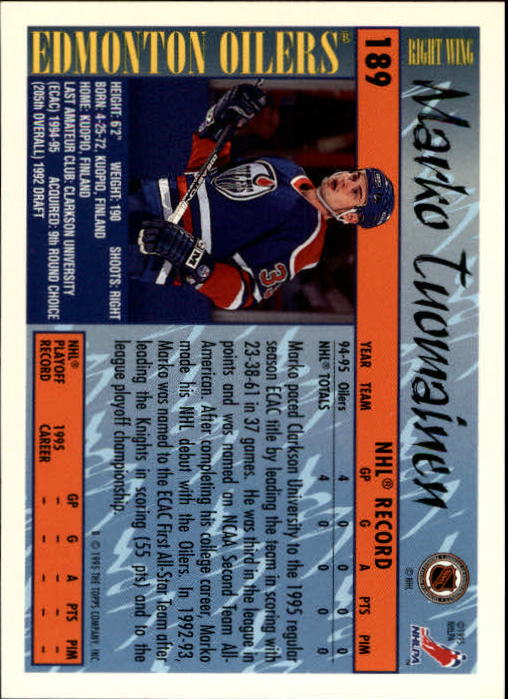 RIGHT WING
Marko Tuomainen
© NHL
©1995
NHLPA
NHLPA
189
NHL® RECORD
YEAR TEAM GP G A PTS PIM
94-95 Oilers 4 0 0 0 0
NHL® TOTALS 4 0 0 0 0
Marko paced Clarkson University to the 1995 regular
season ECAC title by leading the team in scoring with
23-38-61 in 37 games. He was third in the league in
points and was named on NCAA Second Team All-
American. After completing his college career, Marko
made his NHL debut with the Oilers. In 1992-93,
Marko was named to the ECAC First All-Star Team after
leading the Knights in scoring (55 pts) and to the
league playoff championship.
© 1995 THE TOPPS COMPANY, INC.
NHL® PLAYOFF RECORD
1995
CAREER
GP G A PTS PIM
- - - - -
- - - - -
EDMONTON OILERS®
HEIGHT: 6'2" WEIGHT: 190 SHOOTS: RIGHT
BORN: 4-25-72, KUOPIO, FINLAND
HOME: KUOPIO, FINLAND
LAST AMATEUR CLUB: CLARKSON UNIVERSITY
(ECAC) 1994-95 ACQUIRED: 9th ROUND CHOICE
(205th OVERALL) 1992 DRAFT